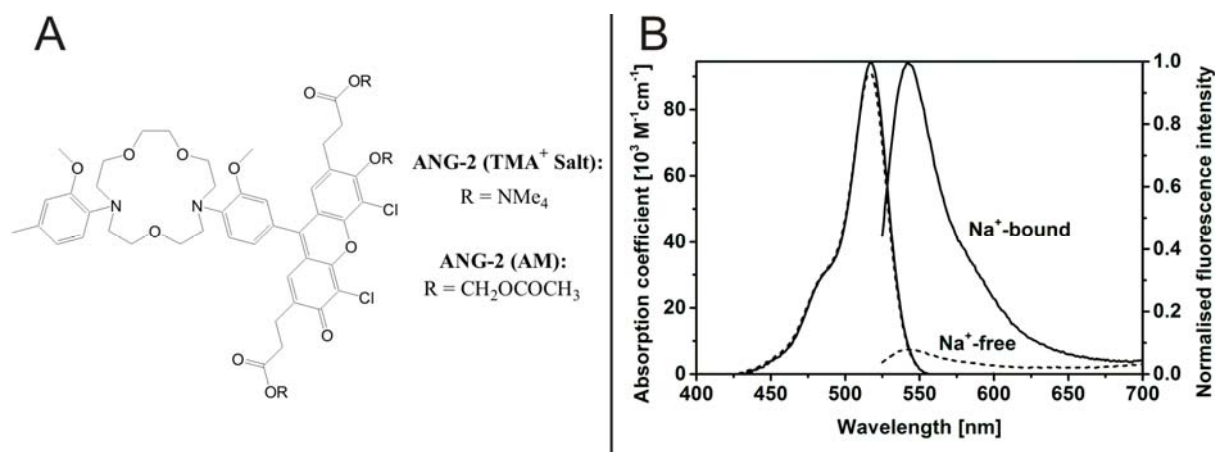 A
OR
O
OR
O
O
O
O
Cl
N
N
O
O
Cl
O
O
OR
ANG-2 (TMA⁺ Salt):
R = NMe₄
ANG-2 (AM):
R = CH₂OCOCH₃
B
Absorption coefficient [10³ M⁻¹cm⁻¹]
80
60
40
20
0
400 450 500 550 600 650 700
Wavelength [nm]
1.0
0.8
0.6
0.4
0.2
0.0
Normalised fluorescence intensity
Na⁺-bound
Na⁺-free